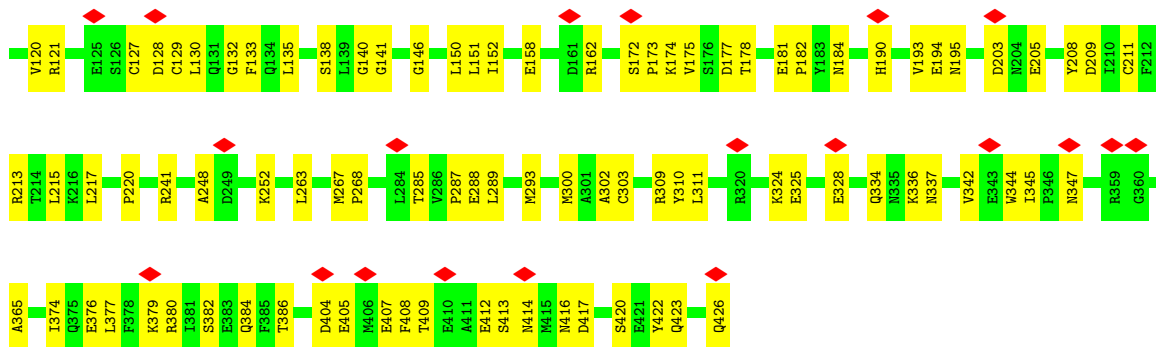 V120 R121 E125 S126 C127 D128 C129 L130 Q131 G132 F133 Q134 L135 S138 L139 G140 G141 G146 L150 L151 I152 E158 D161 R162 S172 P173 K174 V175 S176 D177 T178 E181 P182 Y183 N184 H190 V193 E194 N195 D203 N204 E205 Y208 D209 I210 C211 F212
R213 T214 L215 K216 L217 P220 R241 A248 D249 K252 L263 M267 P268 L284 T285 V286 P287 E288 L289 M293 M300 A301 A302 C303 R309 Y310 L311 R320 K324 E325 E328 Q334 N335 K336 N337 V342 E343 W344 I345 P346 N347 R359 G360
A365 I374 Q375 E376 L377 F378 K379 R380 I381 S382 E383 Q384 F385 T386 D404 E405 M406 E407 F408 T409 E410 A411 E412 S413 N414 M415 N416 D417 S420 E421 Y422 Q423 Q426